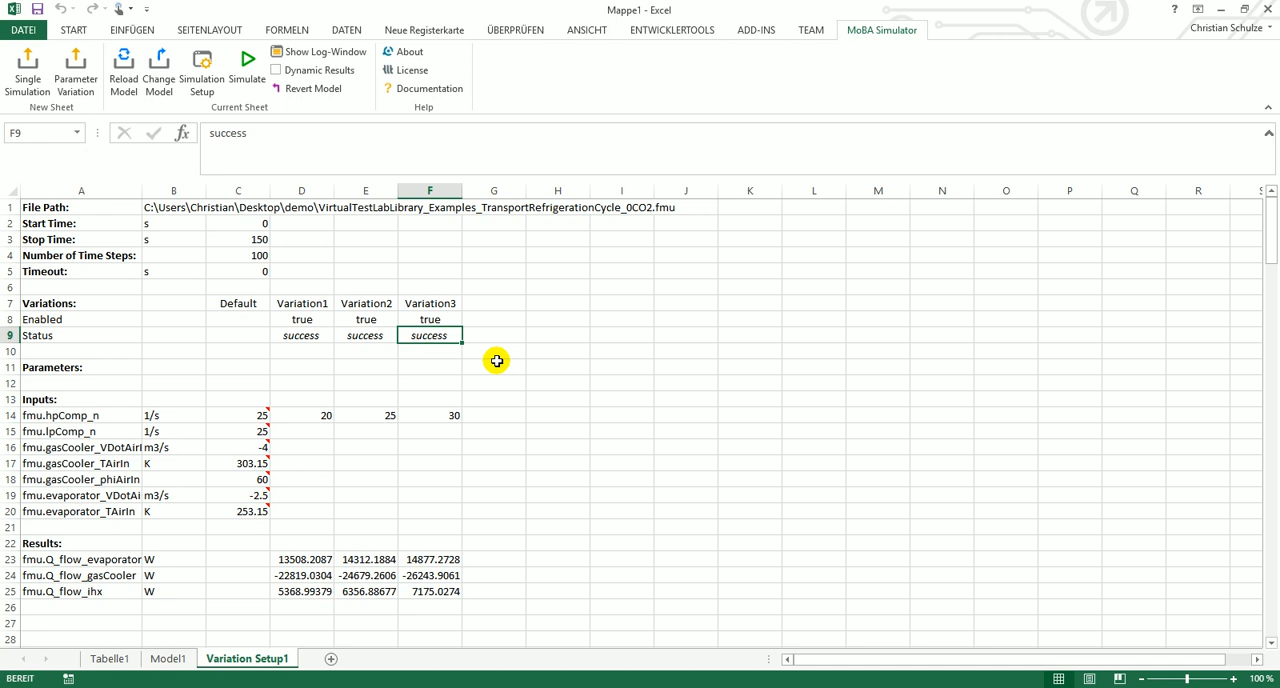 Mappe1 - Excel
?
DATEI START EINFÜGEN SEITENLAYOUT FORMELN DATEN Neue Registerkarte ÜBERPRÜFEN ANSICHT ENTWICKLERTOOLS ADD-INS TEAM MoBA Simulator Christian Schulze
Single Simulation
Parameter Variation
New Sheet
Reload Model
Change Model
Simulation Setup
Simulate
Show Log-Window
Dynamic Results
Revert Model
Current Sheet
About
License
? Documentation
Help
F9 fx success
A B C D E F G H I J K L M N O P Q R S
1 File Path: C:\Users\Christian\Desktop\demo\VirtualTestLabLibrary_Examples_TransportRefrigerationCycle_0CO2.fmu
2 Start Time: s 0
3 Stop Time: s 150
4 Number of Time Steps: 100
5 Timeout: s 0
6
7 Variations: Default Variation1 Variation2 Variation3
8 Enabled true true true
9 Status success success success
10
11 Parameters:
12
13 Inputs:
14 fmu.hpComp_n 1/s 25 20 25 30
15 fmu.lpComp_n 1/s 25
16 fmu.gasCooler_VDotAirI m3/s -4
17 fmu.gasCooler_TAirIn K 303.15
18 fmu.gasCooler_phiAirIn 60
19 fmu.evaporator_VDotAi m3/s -2.5
20 fmu.evaporator_TAirIn K 253.15
21
22 Results:
23 fmu.Q_flow_evaporator W 13508.2087 14312.1884 14877.2728
24 fmu.Q_flow_gasCooler W -22819.0304 -24679.2606 -26243.9061
25 fmu.Q_flow_ihx W 5368.99379 6356.88677 7175.0274
26
27
28
Tabelle1 Model1 Variation Setup1
BEREIT 100 %